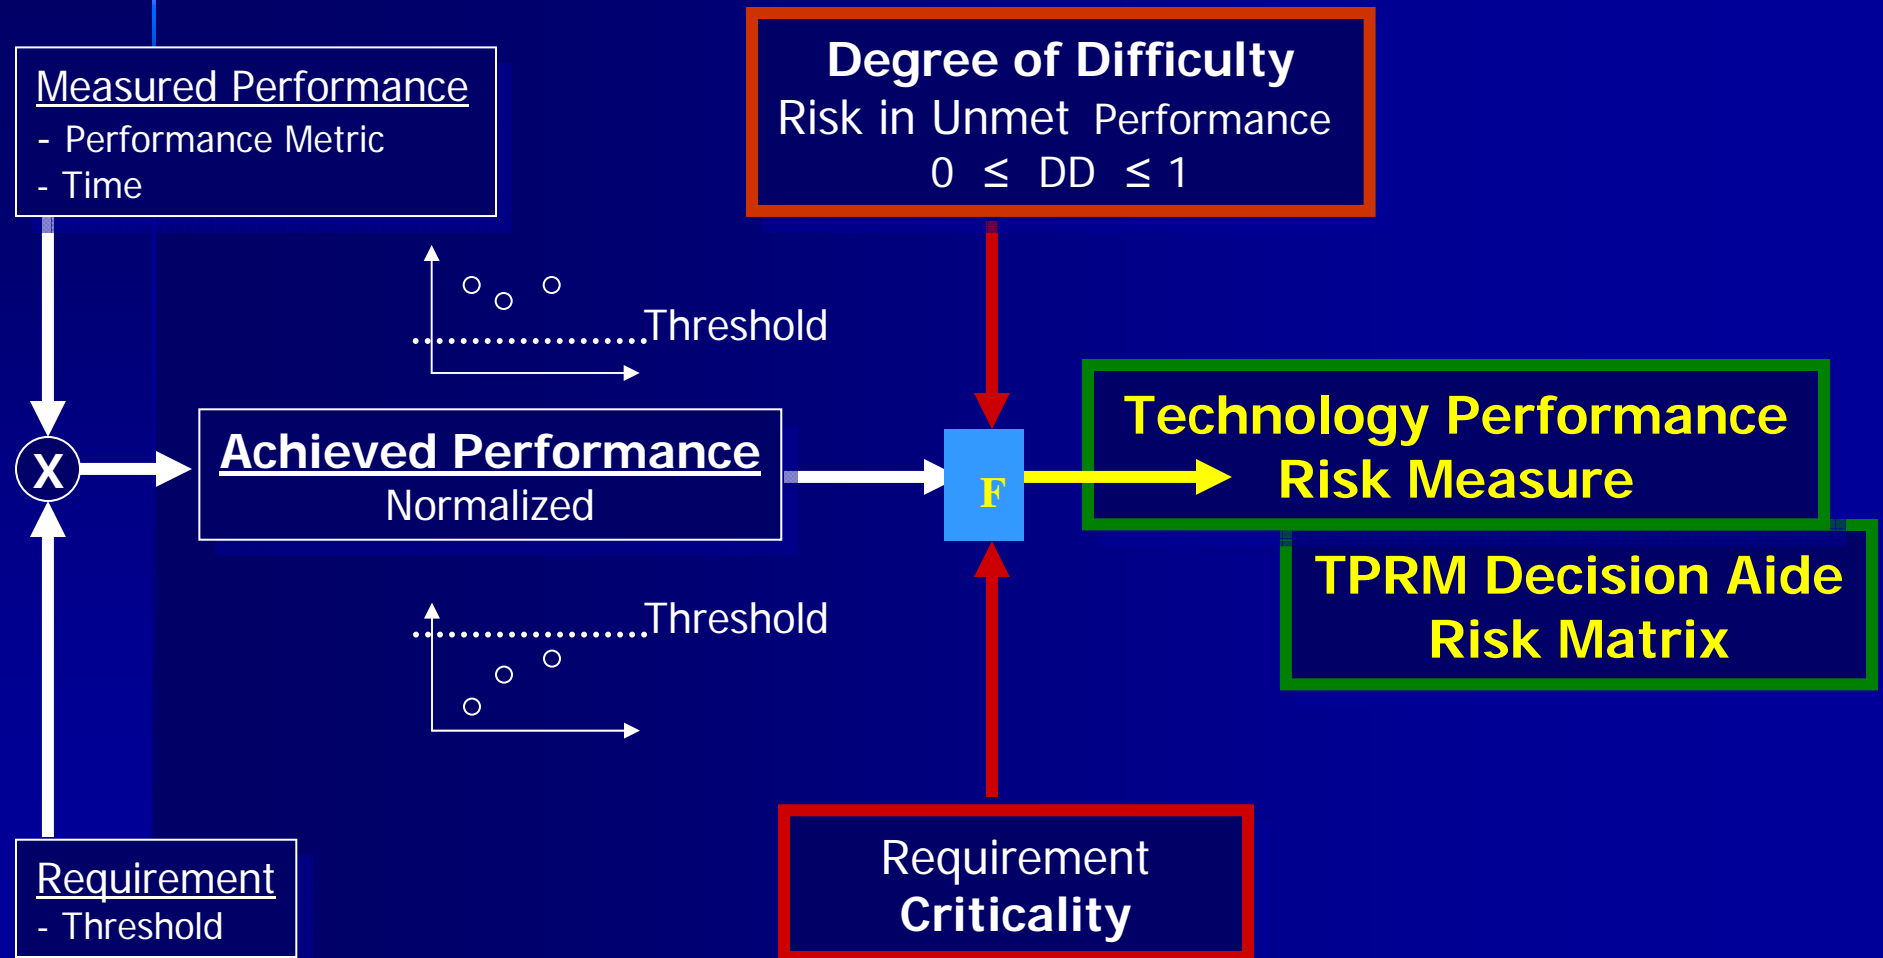 Measured Performance
- Performance Metric
- Time
Degree of Difficulty
Risk in Unmet Performance
0 ≤ DD ≤ 1
Threshold
X
Achieved Performance
Normalized
F
Technology Performance
Risk Measure
TPRM Decision Aide
Risk Matrix
Threshold
Requirement
- Threshold
Requirement
Criticality